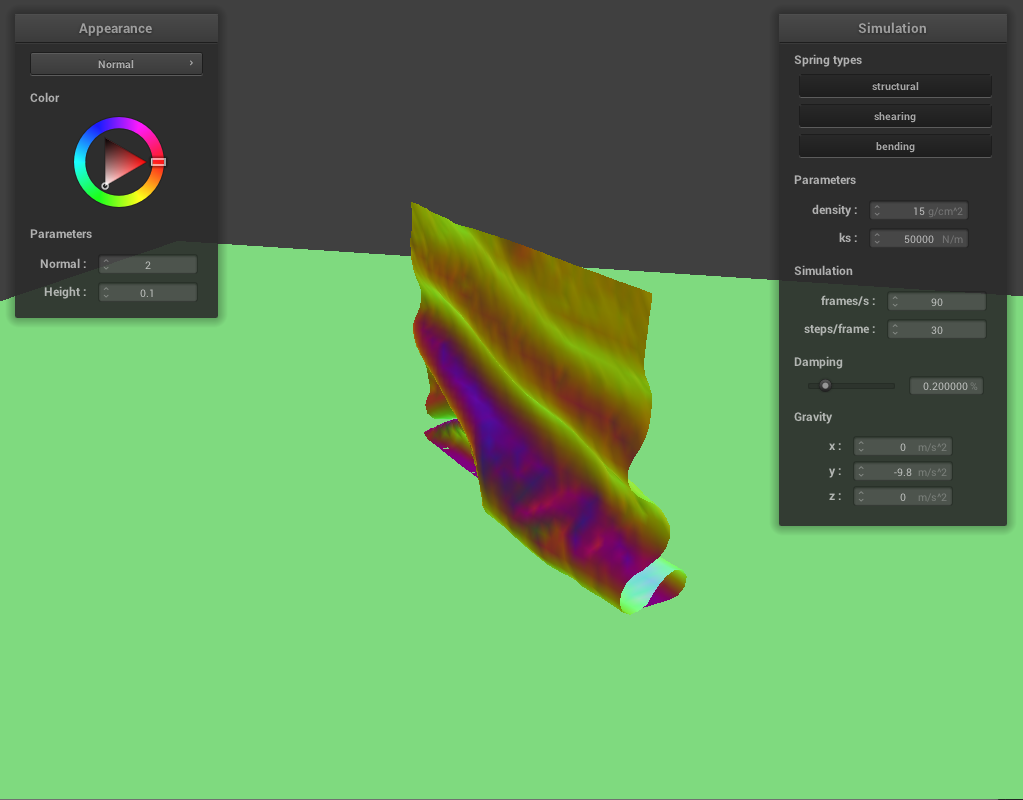 Appearance
Normal
Color
Parameters
Normal : 2
Height : 0.1
Simulation
Spring types
structural
shearing
bending
Parameters
density : 15 g/cm^2
ks : 50000 N/m
Simulation
frames/s : 90
steps/frame : 30
Damping
0.200000 %
Gravity
x : 0 m/s^2
y : -9.8 m/s^2
z : 0 m/s^2